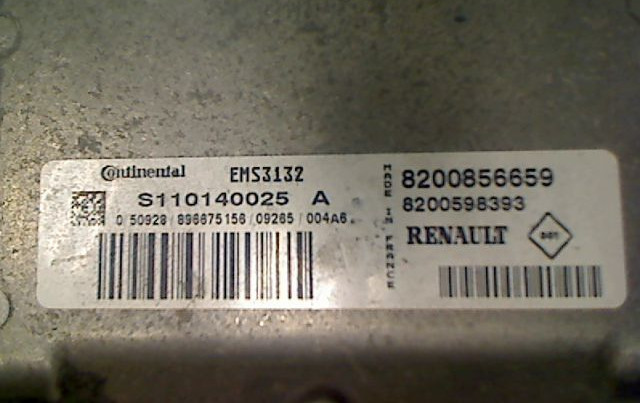 Continental EMS3132
S110140025 A
0 50928 / 896675156 / 09265 / 004A6
MADE IN FRANCE
8200856659
8200598393
RENAULT